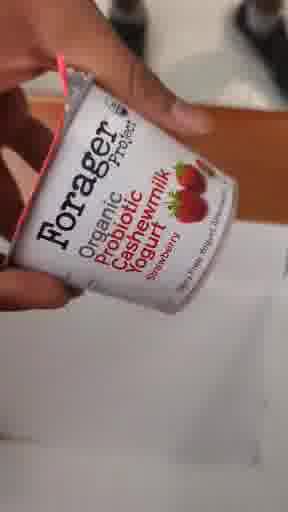 Forager
Project
Organic
Probiotic
Cashewmilk
Yogurt
Strawberry